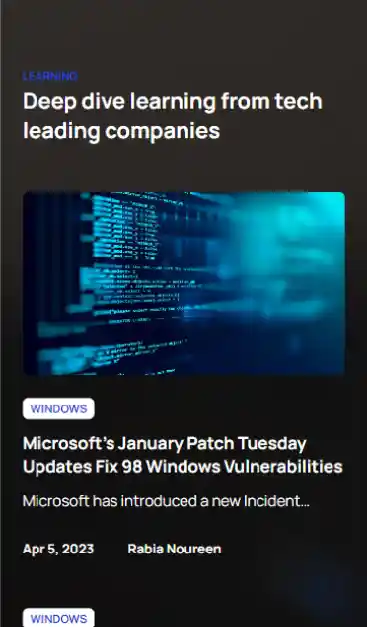 LEARNING
Deep dive learning from tech
leading companies
WINDOWS
Microsoft's January Patch Tuesday
Updates Fix 98 Windows Vulnerabilities
Microsoft has introduced a new Incident...
Apr 5, 2023 Rabia Noureen
WINDOWS